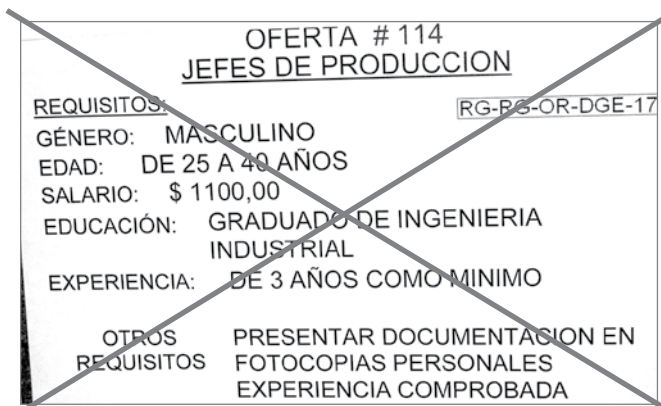 OFERTA # 114
JEFES DE PRODUCCION
REQUISITOS:
RG-RG-OR-DGE-17
GÉNERO: MASCULINO
EDAD: DE 25 A 40 AÑOS
SALARIO: $ 1100,00
EDUCACIÓN: GRADUADO DE INGENIERIA
INDUSTRIAL
EXPERIENCIA: DE 3 AÑOS COMO MINIMO
OTROS PRESENTAR DOCUMENTACION EN
REQUISITOS FOTOCOPIAS PERSONALES
EXPERIENCIA COMPROBADA